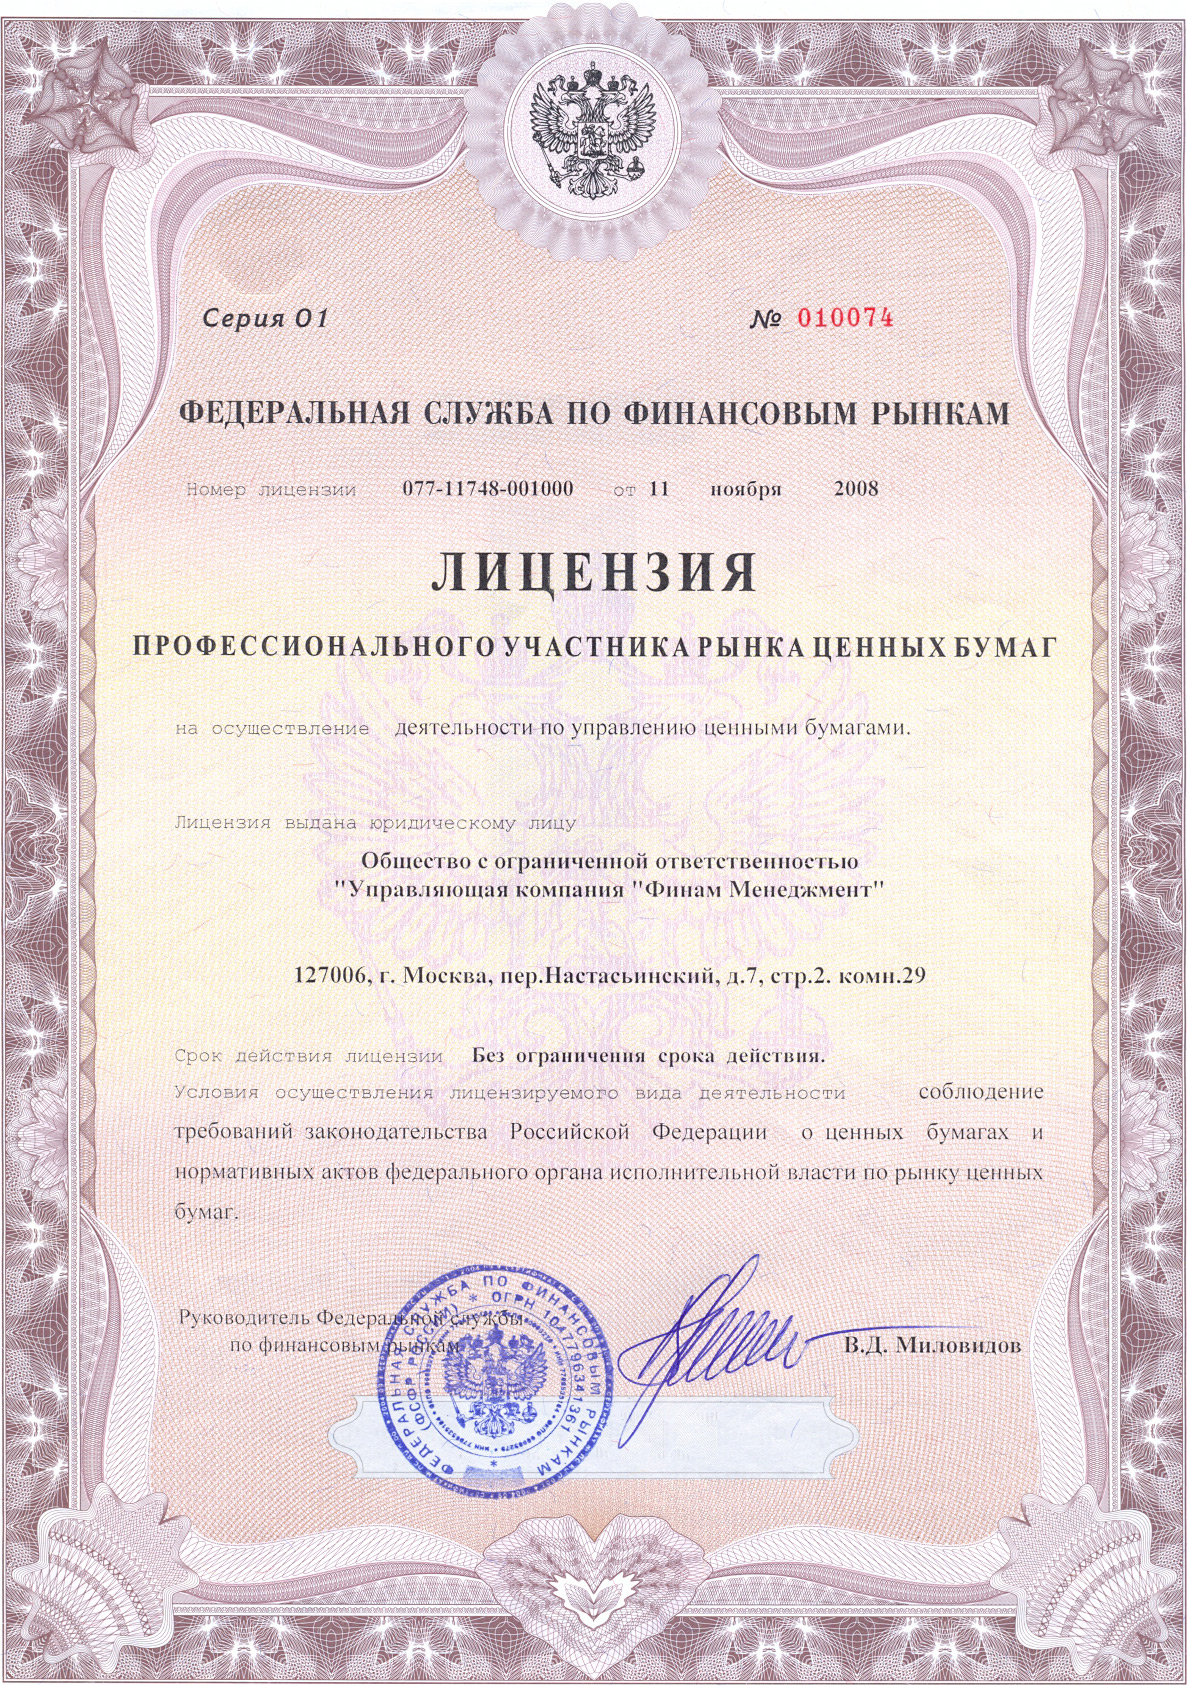 Серия 01 № 010074
ФЕДЕРАЛЬНАЯ СЛУЖБА ПО ФИНАНСОВЫМ РЫНКАМ
Номер лицензии 077-11748-001000 от 11 ноября 2008
ЛИЦЕНЗИЯ
ПРОФЕССИОНАЛЬНОГО УЧАСТНИКА РЫНКА ЦЕННЫХ БУМАГ
на осуществление деятельности по управлению ценными бумагами.
Лицензия выдана юридическому лицу
Общество с ограниченной ответственностью
"Управляющая компания "Финам Менеджмент"
127006, г. Москва, пер.Настасьинский, д.7, стр.2. комн.29
Срок действия лицензии Без ограничения срока действия.
Условия осуществления лицензируемого вида деятельности соблюдение
требований законодательства Российской Федерации о ценных бумагах и
нормативных актов федерального органа исполнительной власти по рынку ценных
бумаг.
Руководитель Федеральной службы
по финансовым рынкам
В.Д. Миловидов
ФЕДЕРАЛЬНАЯ СЛУЖБА ПО ФИНАНСОВЫМ РЫНКАМ
(ФСФР РОССИИ) * ОГРН 1047796341361 *